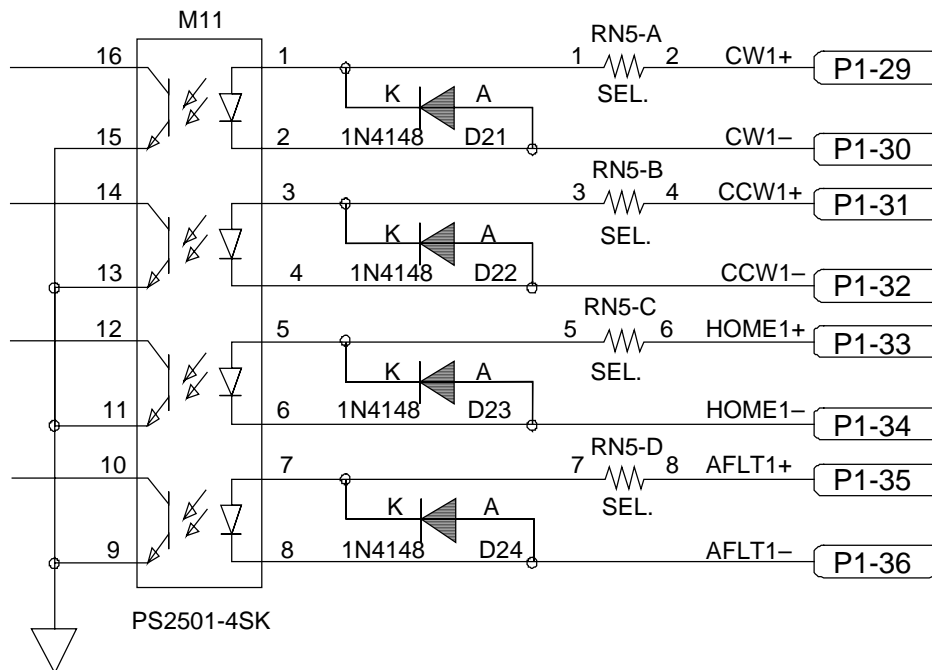 M11
RN5-A
16 1 1 2 CW1+ P1-29
K A SEL.
15 2 1N4148 D21 CW1– P1-30
RN5-B
14 3 3 4 CCW1+ P1-31
K A SEL.
13 4 1N4148 D22 CCW1– P1-32
RN5-C
12 5 5 6 HOME1+ P1-33
K A SEL.
11 6 1N4148 D23 HOME1– P1-34
RN5-D
10 7 7 8 AFLT1+ P1-35
K A SEL.
9 8 1N4148 D24 AFLT1– P1-36
PS2501-4SK